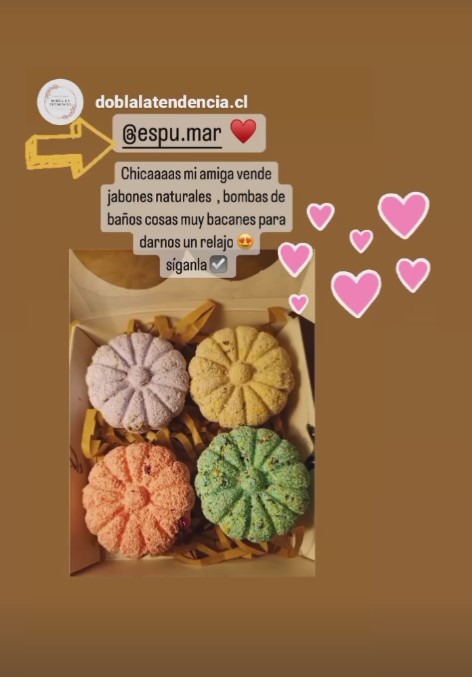 doblalatendencia.cl
@espu.mar ♥️
Chicaaaas mi amiga vende
jabones naturales , bombas de
baños cosas muy bacanes para
darnos un relajo 😍
síganla ☑️